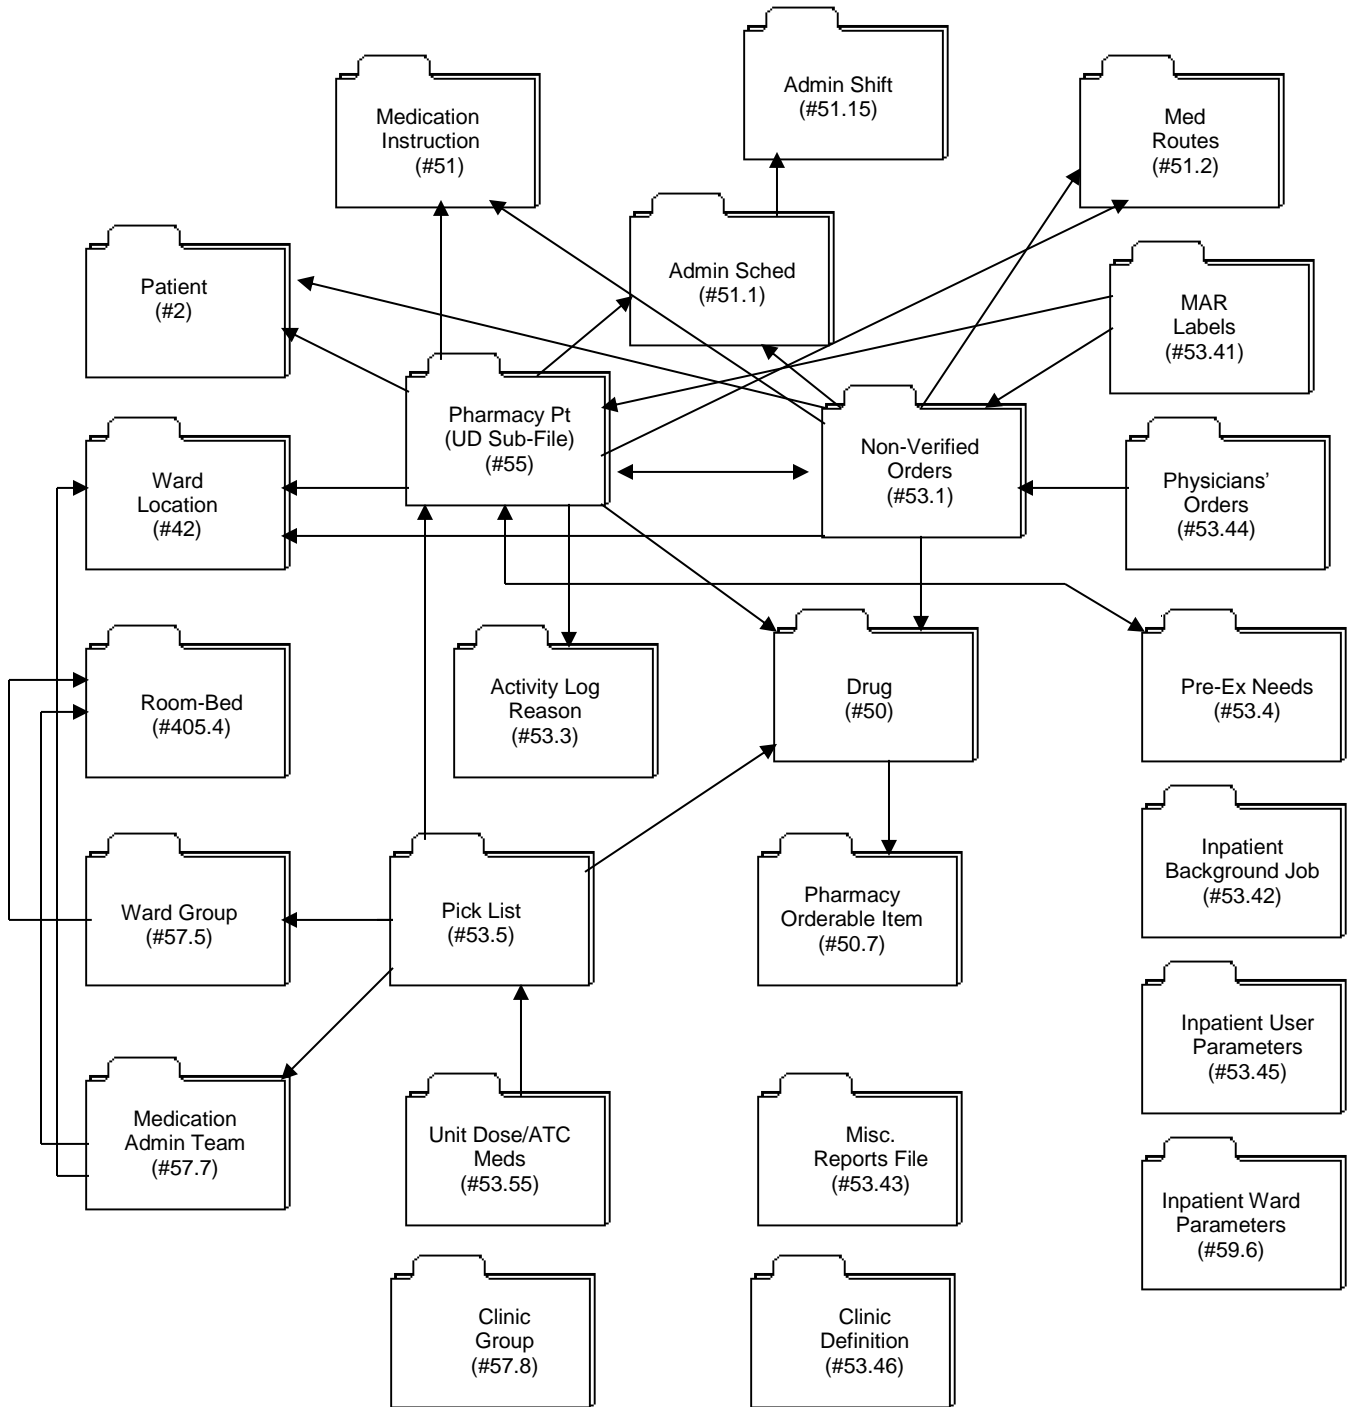 Admin Shift
(#51.15)
Medication
Instruction
(#51)
Med
Routes
(#51.2)
Patient
(#2)
Admin Sched
(#51.1)
MAR
Labels
(#53.41)
Pharmacy Pt
(UD Sub-File)
(#55)
Non-Verified
Orders
(#53.1)
Ward
Location
(#42)
Physicians’
Orders
(#53.44)
Room-Bed
(#405.4)
Activity Log
Reason
(#53.3)
Drug
(#50)
Pre-Ex Needs
(#53.4)
Inpatient
Background Job
(#53.42)
Ward Group
(#57.5)
Pick List
(#53.5)
Pharmacy
Orderable Item
(#50.7)
Inpatient User
Parameters
(#53.45)
Medication
Admin Team
(#57.7)
Unit Dose/ATC
Meds
(#53.55)
Misc.
Reports File
(#53.43)
Inpatient Ward
Parameters
(#59.6)
Clinic
Group
(#57.8)
Clinic
Definition
(#53.46)